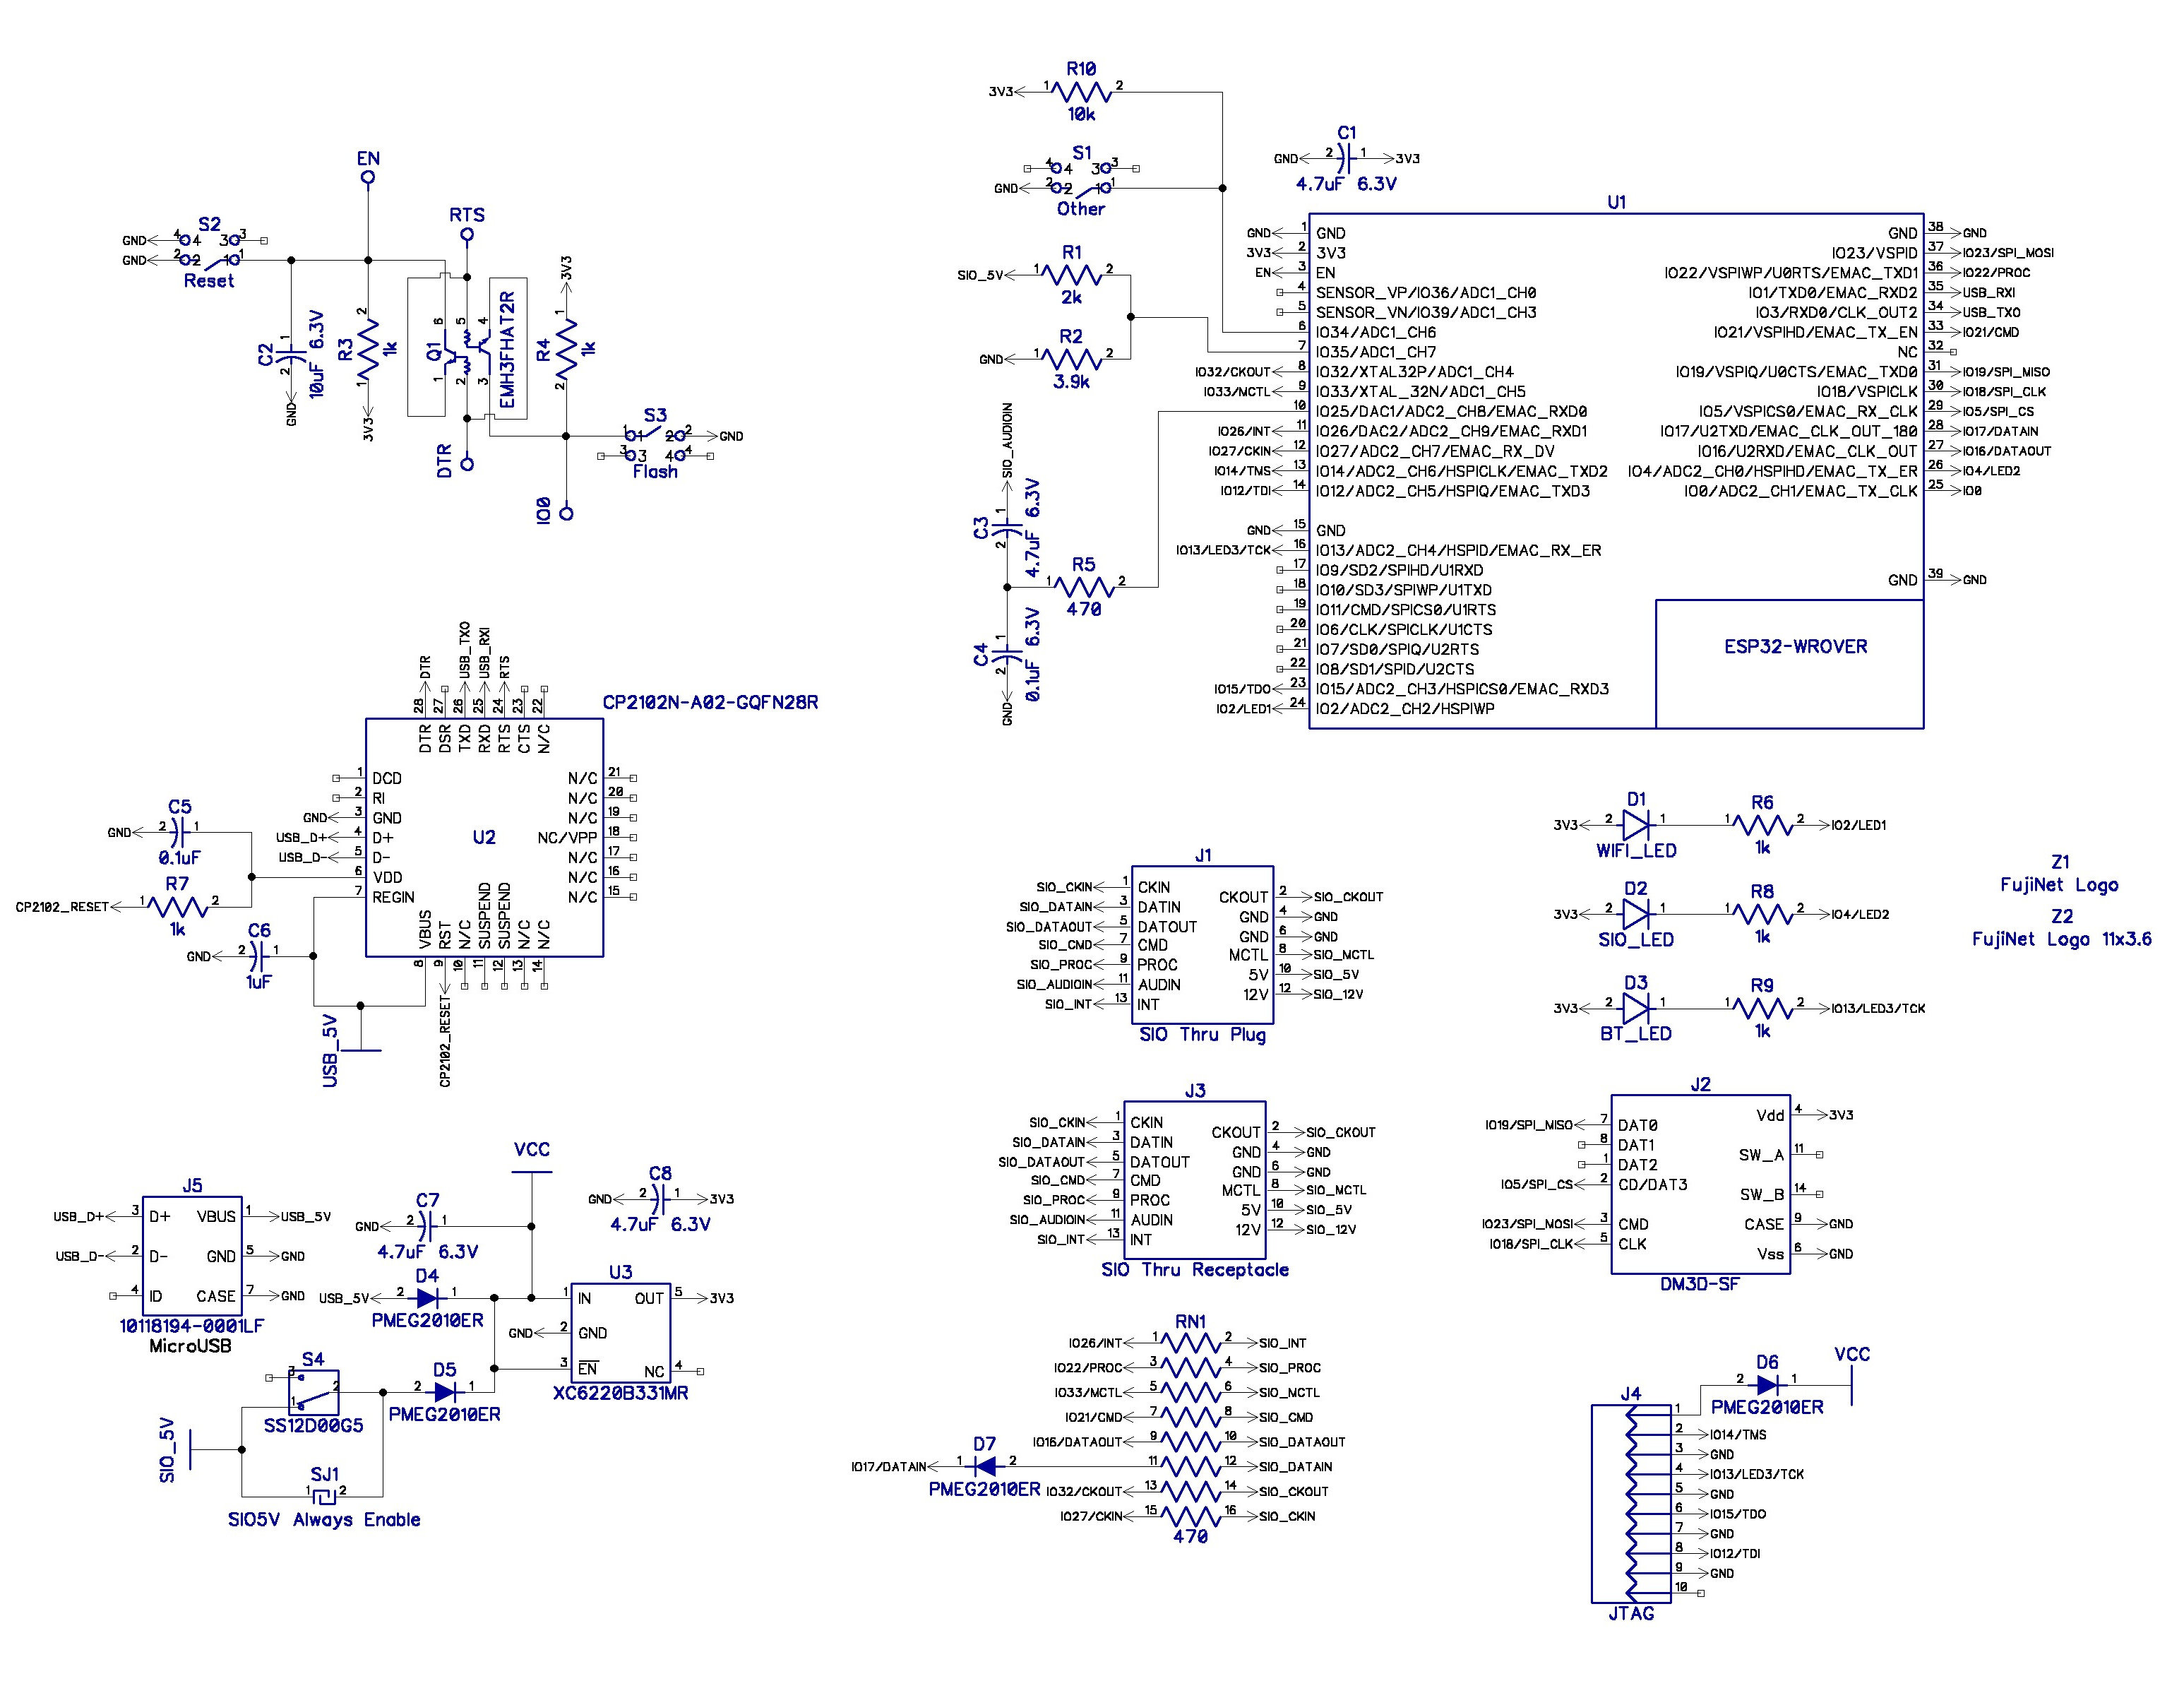 EN
S2
GND 4 4 3 3
GND 2 2 1 1
Reset
RTS
C2
1
2
10uF 6.3V
GND
R3
2
1
1k
3V3
Q1
6 5 4
1 2 3
EMH3FHAT2R
DTR
R4
3V3
1
2
1k
S3
1 1 2 2 GND
3 3 4 4
Flash
IO0
R10
3V3 1 2
10k
S1
4 4 3 3
GND 2 2 1 1
Other
C1
GND 2 1 3V3
4.7uF 6.3V
R1
SIO_5V 1 2
2k
R2
GND 1 2
3.9k
SIO_AUDIOIN
C3
1
2
4.7uF 6.3V
R5
1 2
470
C4
1
2
0.1uF 6.3V
GND
U1
GND 1 GND
3V3 2 3V3
EN 3 EN
4 SENSOR_VP/IO36/ADC1_CH0
5 SENSOR_VN/IO39/ADC1_CH3
6 IO34/ADC1_CH6
7 IO35/ADC1_CH7
IO32/CKOUT 8 IO32/XTAL32P/ADC1_CH4
IO33/MCTL 9 IO33/XTAL_32N/ADC1_CH5
10 IO25/DAC1/ADC2_CH8/EMAC_RXD0
IO26/INT 11 IO26/DAC2/ADC2_CH9/EMAC_RXD1
IO27/CKIN 12 IO27/ADC2_CH7/EMAC_RX_DV
IO14/TMS 13 IO14/ADC2_CH6/HSPICLK/EMAC_TXD2
IO12/TDI 14 IO12/ADC2_CH5/HSPIQ/EMAC_TXD3
GND 15 GND
IO13/LED3/TCK 16 IO13/ADC2_CH4/HSPID/EMAC_RX_ER
17 IO9/SD2/SPIHD/U1RXD
18 IO10/SD3/SPIWP/U1TXD
19 IO11/CMD/SPICS0/U1RTS
20 IO6/CLK/SPICLK/U1CTS
21 IO7/SD0/SPIQ/U2RTS
22 IO8/SD1/SPID/U2CTS
IO15/TDO 23 IO15/ADC2_CH3/HSPICS0/EMAC_RXD3
IO2/LED1 24 IO2/ADC2_CH2/HSPIWP
GND 38 GND
IO23/VSPID 37 IO23/SPI_MOSI
IO22/VSPIWP/U0RTS/EMAC_TXD1 36 IO22/PROC
IO1/TXD0/EMAC_RXD2 35 USB_RXI
IO3/RXD0/CLK_OUT2 34 USB_TXO
IO21/VSPIHD/EMAC_TX_EN 33 IO21/CMD
NC 32
IO19/VSPIQ/U0CTS/EMAC_TXD0 31 IO19/SPI_MISO
IO18/VSPICLK 30 IO18/SPI_CLK
IO5/VSPICS0/EMAC_RX_CLK 29 IO5/SPI_CS
IO17/U2TXD/EMAC_CLK_OUT_180 28 IO17/DATAIN
IO16/U2RXD/EMAC_CLK_OUT 27 IO16/DATAOUT
IO4/ADC2_CH0/HSPIHD/EMAC_TX_ER 26 IO4/LED2
IO0/ADC2_CH1/EMAC_TX_CLK 25 IO0
GND 39 GND
ESP32-WROVER
DTR USB_TXO USB_RXI RTS
28 27 26 25 24 23 22
DTR DSR TXD RXD RTS CTS N/C
CP2102N-A02-GQFN28R
1 DCD
2 RI
GND 3 GND
USB_D+ 4 D+
USB_D- 5 D-
6 VDD
7 REGIN
U2
N/C 21
N/C 20
N/C 19
NC/VPP 18
N/C 17
N/C 16
N/C 15
VBUS RST N/C SUSPEND SUSPEND N/C N/C
8 9 10 11 12 13 14
C5
GND 2 1
0.1uF
R7
CP2102_RESET 1 2
1k
C6
GND 2 1
1uF
USB_5V
CP2102_RESET
J1
SIO_CKIN 1 CKIN
SIO_DATAIN 3 DATIN
SIO_DATAOUT 5 DATOUT
SIO_CMD 7 CMD
SIO_PROC 9 PROC
SIO_AUDIOIN 11 AUDIN
SIO_INT 13 INT
CKOUT 2 SIO_CKOUT
GND 4 GND
GND 6 GND
MCTL 8 SIO_MCTL
5V 10 SIO_5V
12V 12 SIO_12V
SIO Thru Plug
D1 R6
3V3 2 1 1 2 IO2/LED1
WIFI_LED 1k
D2 R8
3V3 2 1 1 2 IO4/LED2
SIO_LED 1k
D3 R9
3V3 2 1 1 2 IO13/LED3/TCK
BT_LED 1k
Z1
FujiNet Logo
Z2
FujiNet Logo 11x3.6
J5
USB_D+ 3 D+ VBUS 1 USB_5V
USB_D- 2 D- GND 5 GND
4 ID CASE 7 GND
10118194-0001LF
MicroUSB
VCC
C7
GND 2 1
4.7uF 6.3V
C8
GND 2 1 3V3
4.7uF 6.3V
D4
USB_5V 2 1
PMEG2010ER
U3
1 IN OUT 5 3V3
GND 2 GND
3 EN NC 4
XC6220B331MR
S4
3
2
1
SS12D00G5
D5
2 1
PMEG2010ER
SIO_5V
SJ1
1 2
SIO5V Always Enable
J3
SIO_CKIN 1 CKIN
SIO_DATAIN 3 DATIN
SIO_DATAOUT 5 DATOUT
SIO_CMD 7 CMD
SIO_PROC 9 PROC
SIO_AUDIOIN 11 AUDIN
SIO_INT 13 INT
CKOUT 2 SIO_CKOUT
GND 4 GND
GND 6 GND
MCTL 8 SIO_MCTL
5V 10 SIO_5V
12V 12 SIO_12V
SIO Thru Receptacle
J2
IO19/SPI_MISO 7 DAT0
8 DAT1
1 DAT2
IO5/SPI_CS 2 CD/DAT3
IO23/SPI_MOSI 3 CMD
IO18/SPI_CLK 5 CLK
Vdd 4 3V3
SW_A 11
SW_B 14
CASE 9 GND
Vss 6 GND
DM3D-SF
RN1
IO26/INT 1 2 SIO_INT
IO22/PROC 3 4 SIO_PROC
IO33/MCTL 5 6 SIO_MCTL
IO21/CMD 7 8 SIO_CMD
IO16/DATAOUT 9 10 SIO_DATAOUT
D7
IO17/DATAIN 1 2 11 12 SIO_DATAIN
PMEG2010ER
IO32/CKOUT 13 14 SIO_CKOUT
IO27/CKIN 15 16 SIO_CKIN
470
D6
VCC
2 1
PMEG2010ER
J4
1
2 IO14/TMS
3 GND
4 IO13/LED3/TCK
5 GND
6 IO15/TDO
7 GND
8 IO12/TDI
9 GND
10
JTAG